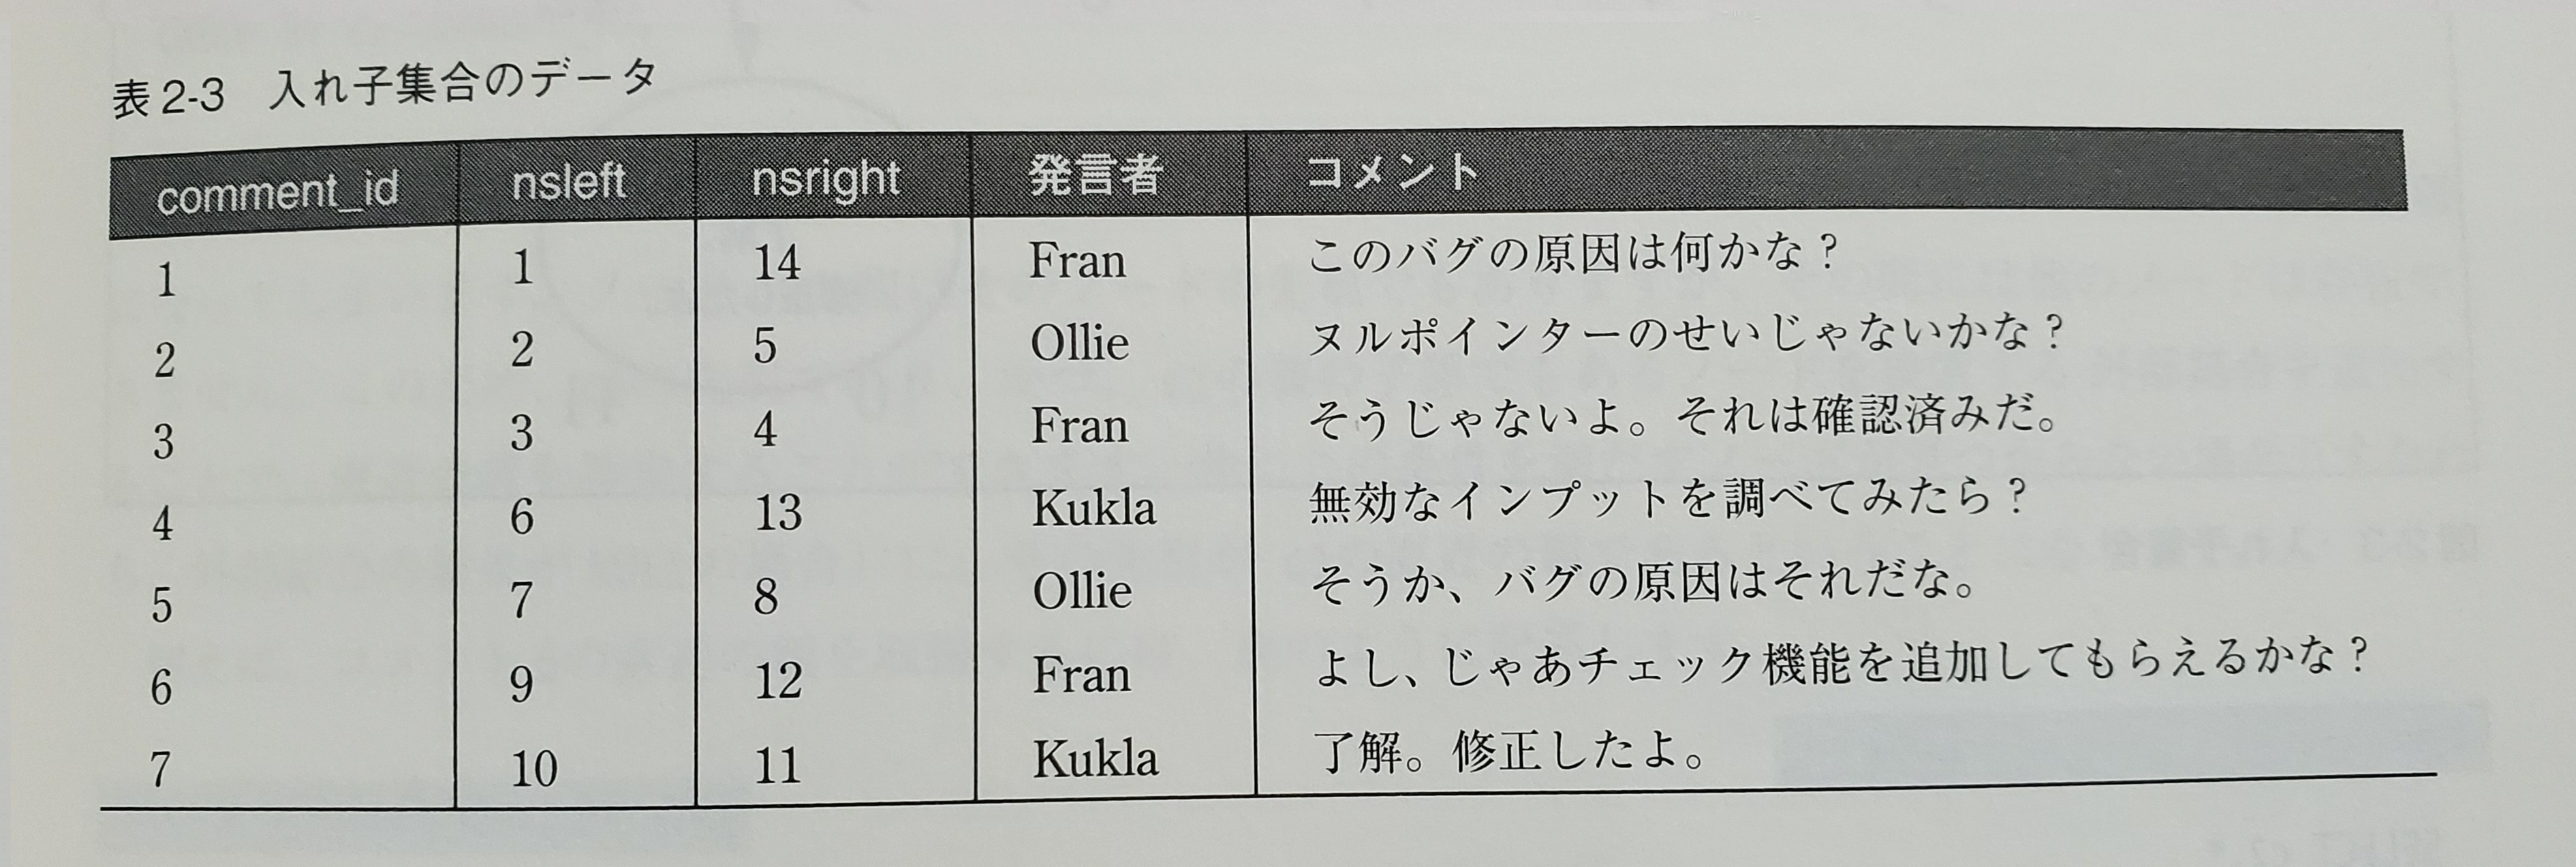 表2-3 入れ子集合のデータ
comment_id nsleft nsright 発言者 コメント
1 1 14 Fran このバグの原因は何かな？
2 2 5 Ollie ヌルポインターのせいじゃないかな？
3 3 4 Fran そうじゃないよ。それは確認済みだ。
4 6 13 Kukla 無効なインプットを調べてみたら？
5 7 8 Ollie そうか、バグの原因はそれだな。
6 9 12 Fran よし、じゃあチェック機能を追加してもらえるかな？
7 10 11 Kukla 了解。修正したよ。